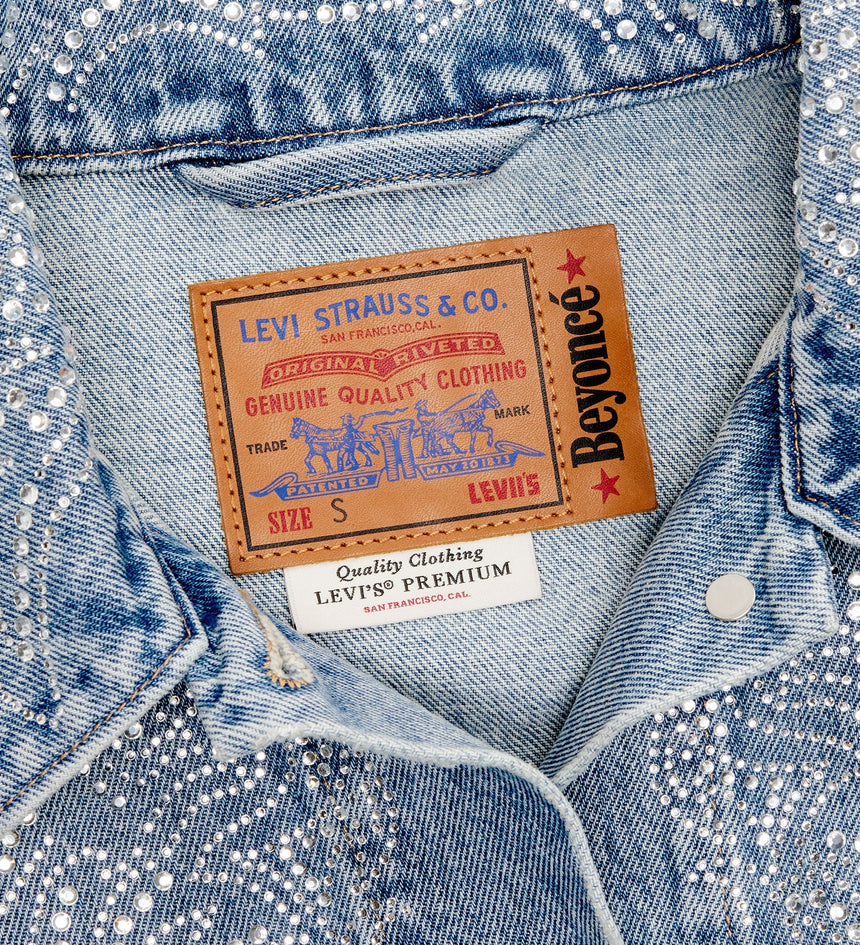 LEVI STRAUSS & CO.
SAN FRANCISCO, CAL.
ORIGINAL RIVETED
GENUINE QUALITY CLOTHING
TRADE MARK
PATENTED MAY 20 1873
SIZE S LEVII'S
Beyoncé
Quality Clothing
LEVI'S® PREMIUM
SAN FRANCISCO, CAL.